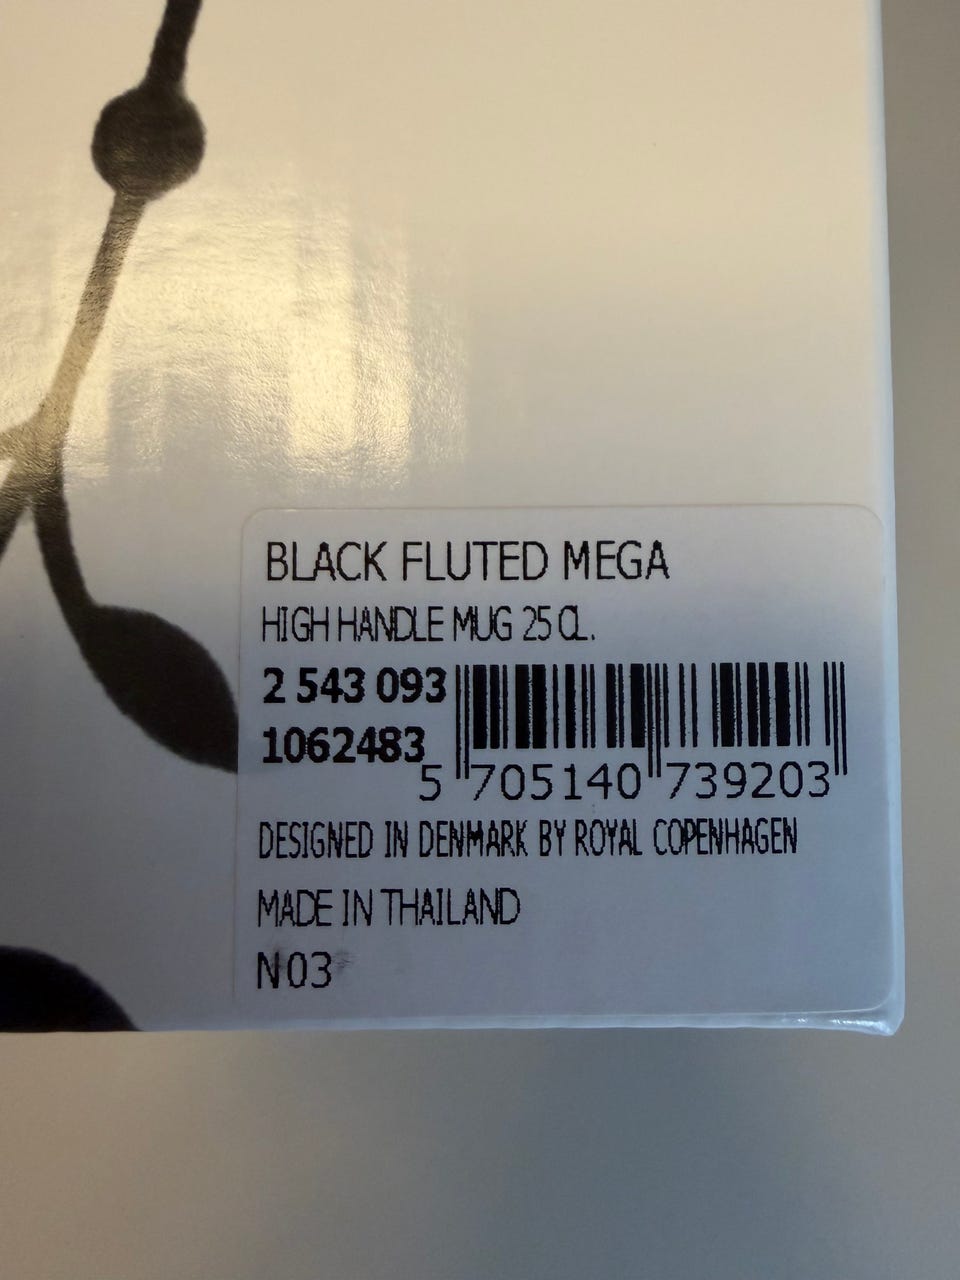 BLACK FLUTED MEGA
HIGH HANDLE MUG 25 CL.
2 543 093
1062483
5 705140 739203
DESIGNED IN DENMARK BY ROYAL COPENHAGEN
MADE IN THAILAND
N03